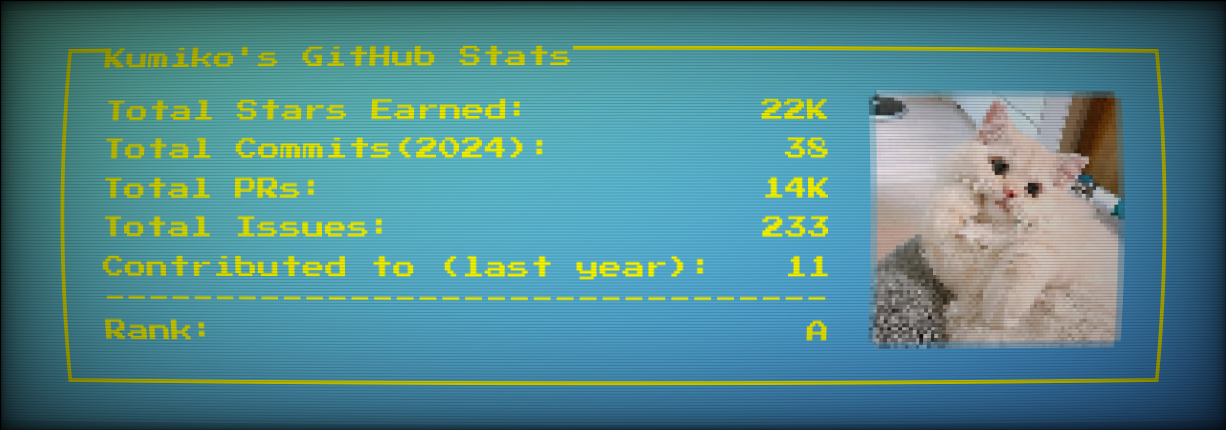 Kumiko's GitHub Stats
Total Stars Earned: 22K
Total Commits(2024): 38
Total PRs: 14K
Total Issues: 233
Contributed to (last year): 11
Rank: A